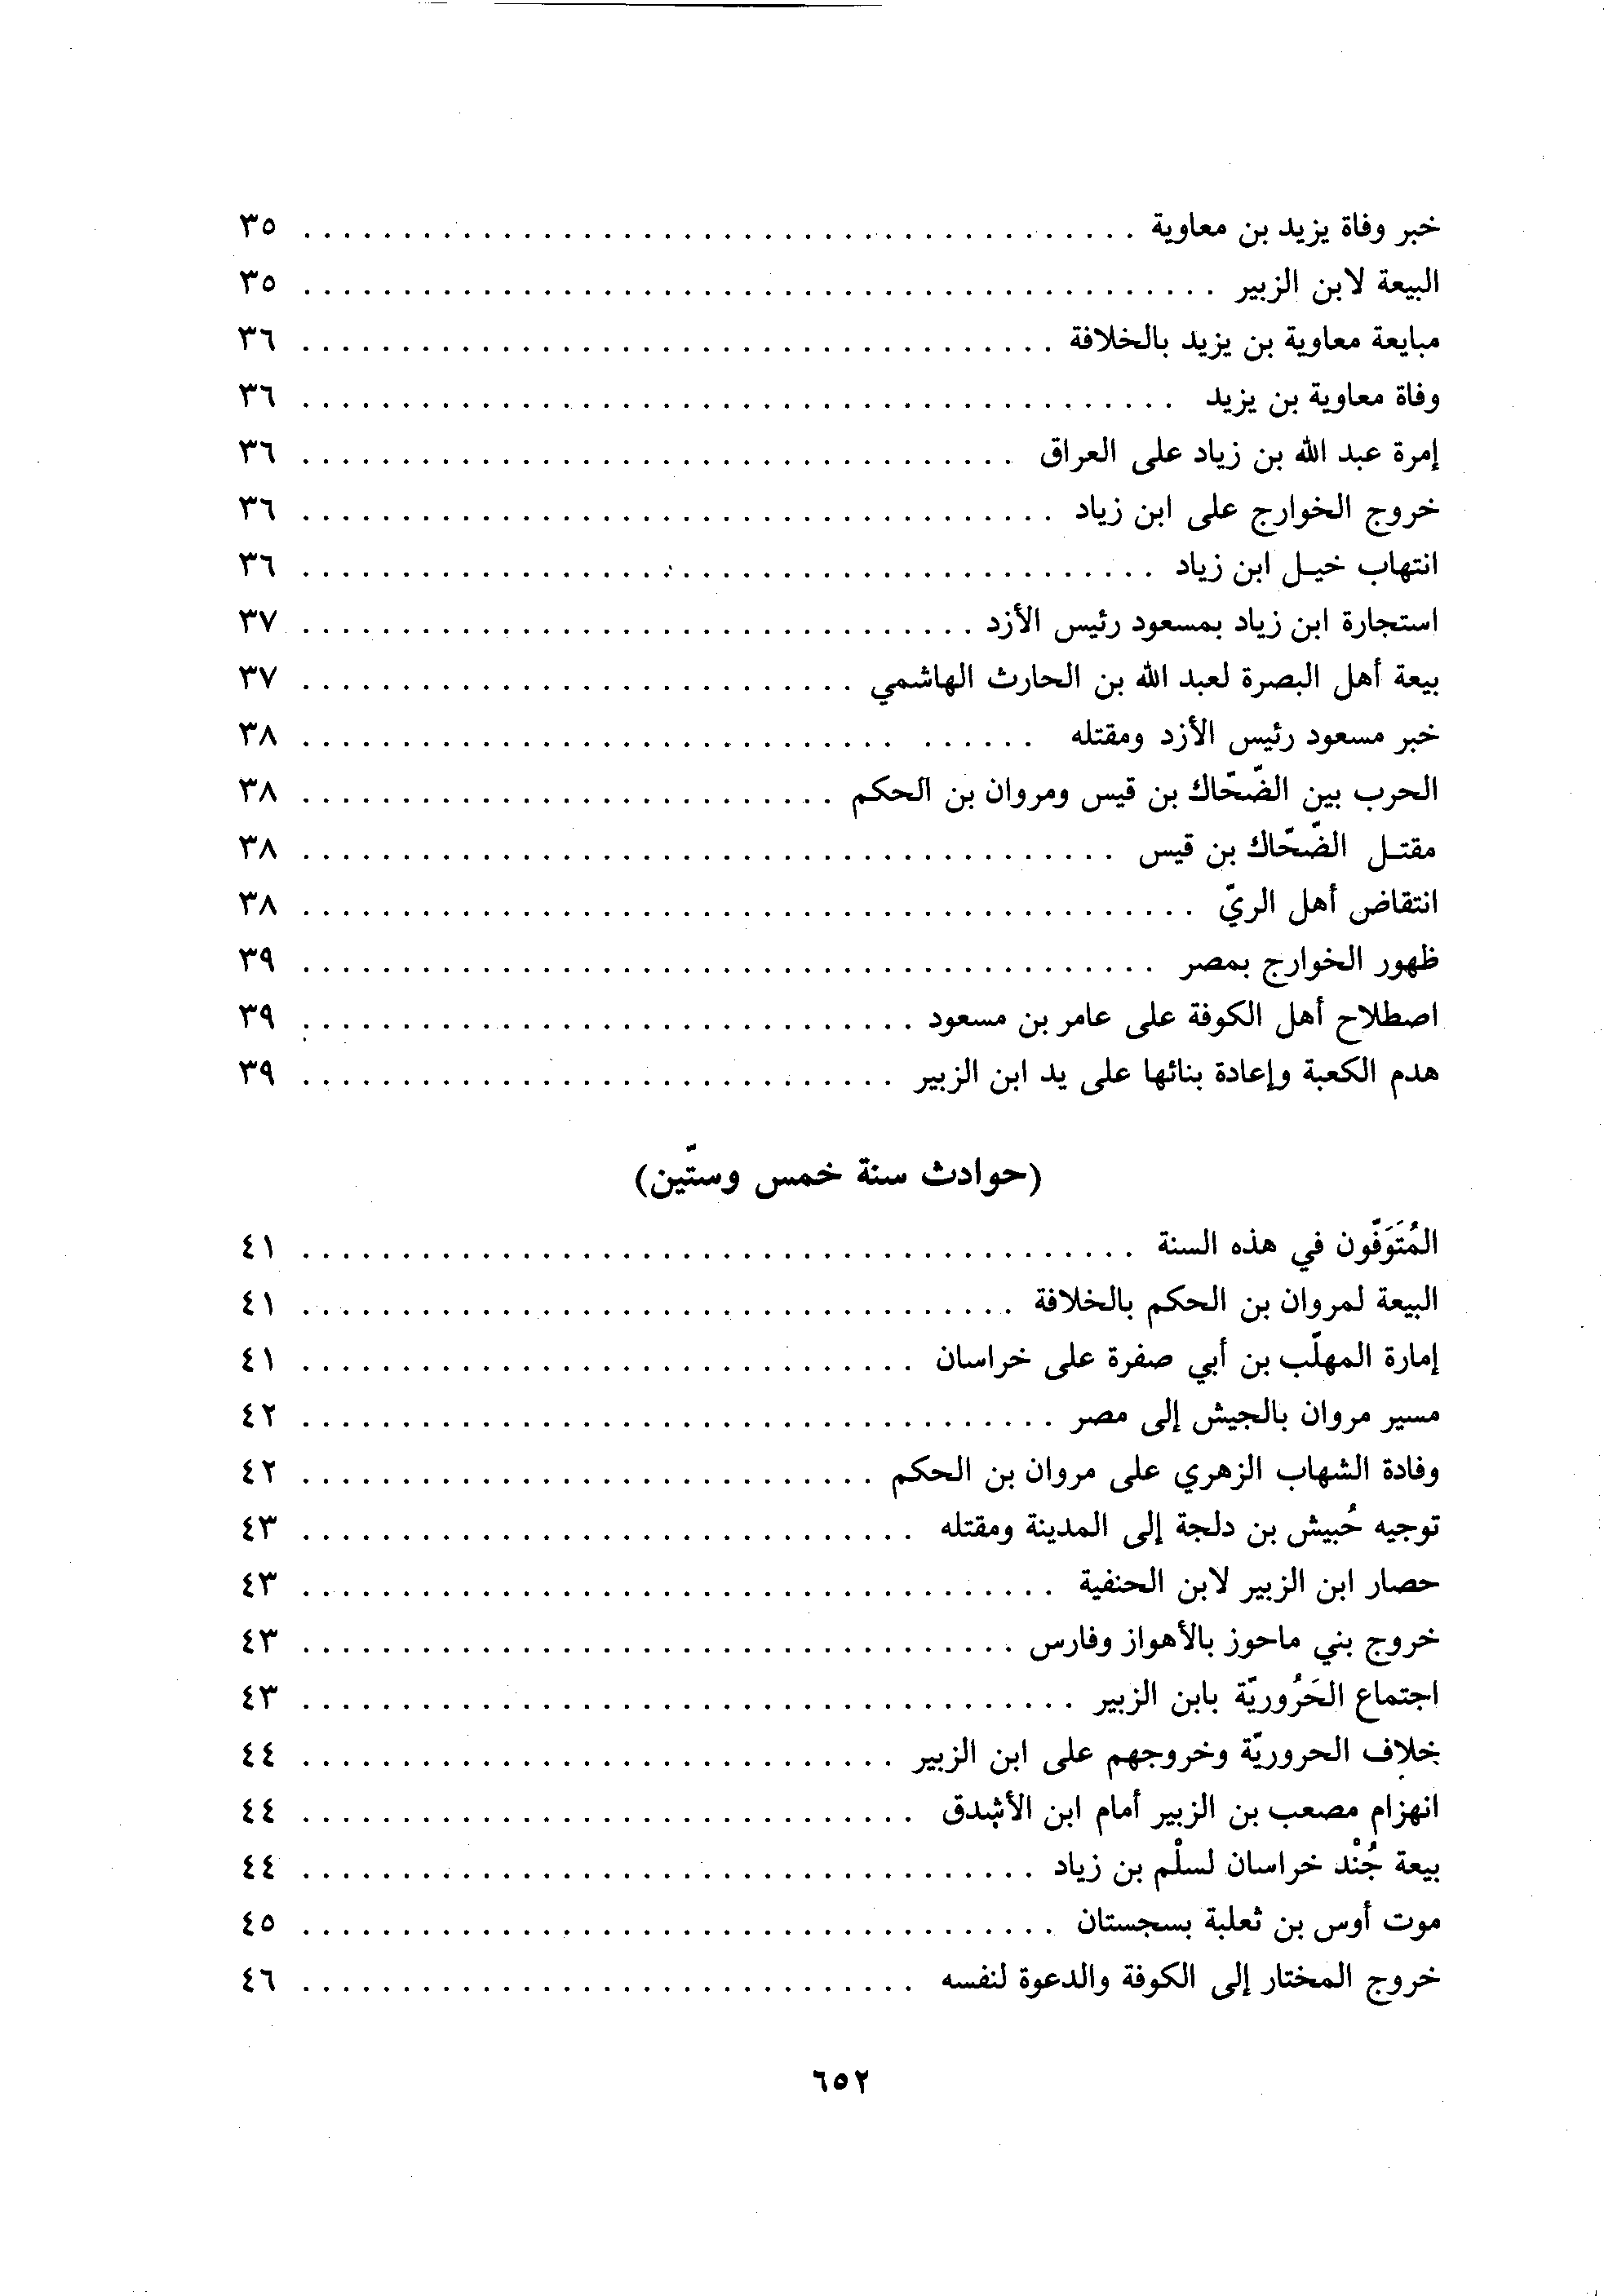 خبر وفاة يزيد بن معاوية ........................................ ٣٥
البيعة لابن الزبير ........................................ ٣٥
مبايعة معاوية بن يزيد بالخلافة ........................................ ٣٦
وفاة معاوية بن يزيد ........................................ ٣٦
إمرة عبد الله بن زياد على العراق ........................................ ٣٦
خروج الخوارج على ابن زياد ........................................ ٣٦
انتهاب خيل ابن زياد ........................................ ٣٦
استجارة ابن زياد بمسعود رئيس الأزد ........................................ ٣٧
بيعة أهل البصرة لعبد الله بن الحارث الهاشمي ........................................ ٣٧
خبر مسعود رئيس الأزد ومقتله ........................................ ٣٨
الحرب بين الضّحّاك بن قيس ومروان بن الحكم ........................................ ٣٨
مقتل الضّحّاك بن قيس ........................................ ٣٨
انتقاض أهل الريّ ........................................ ٣٨
ظهور الخوارج بمصر ........................................ ٣٩
اصطلاح أهل الكوفة على عامر بن مسعود ........................................ ٣٩
هدم الكعبة وإعادة بنائها على يد ابن الزبير ........................................ ٣٩
(حوادث سنة خمس وستّين)
المُتَوَفّون في هذه السنة ........................................ ٤١
البيعة لمروان بن الحكم بالخلافة ........................................ ٤١
إمارة المهلّب بن أبي صفرة على خراسان ........................................ ٤١
مسير مروان بالجيش إلى مصر ........................................ ٤٢
وفادة الشهاب الزهري على مروان بن الحكم ........................................ ٤٢
توجيه حُبيش بن دلجة إلى المدينة ومقتله ........................................ ٤٣
حصار ابن الزبير لابن الحنفية ........................................ ٤٣
خروج بني ماحوز بالأهواز وفارس ........................................ ٤٣
اجتماع الحَرُوريّة بابن الزبير ........................................ ٤٣
خلاف الحروريّة وخروجهم على ابن الزبير ........................................ ٤٤
انهزام مصعب بن الزبير أمام ابن الأشدق ........................................ ٤٤
بيعة جُنْد خراسان لسلْم بن زياد ........................................ ٤٤
موت أوس بن ثعلبة بسجستان ........................................ ٤٥
خروج المختار إلى الكوفة والدعوة لنفسه ........................................ ٤٦
٦٥٢